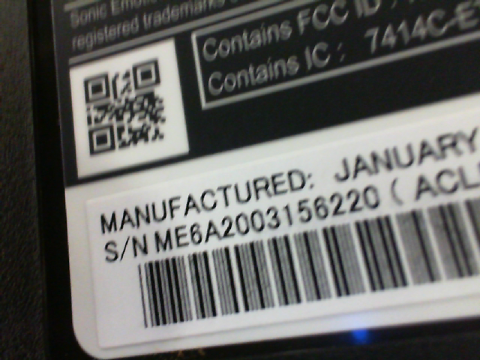 Sonic Emotion
registered trademarks
Contains FCC ID :
Contains IC : 7414C-E
MANUFACTURED: JANUARY
S/N ME6A2003156220 ( ACL